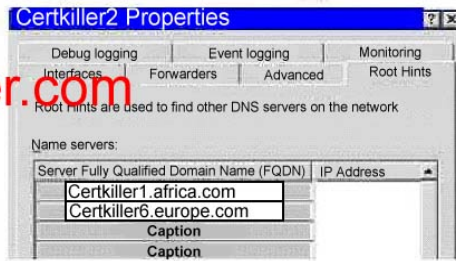 Certkiller2 Properties
Debug logging Event logging Monitoring
Interfaces Forwarders Advanced Root Hints
r.com
Root Hints are used to find other DNS servers on the network
Name servers:
Server Fully Qualified Domain Name (FQDN) IP Address
Certkiller1.africa.com
Certkiller6.europe.com
Caption
Caption